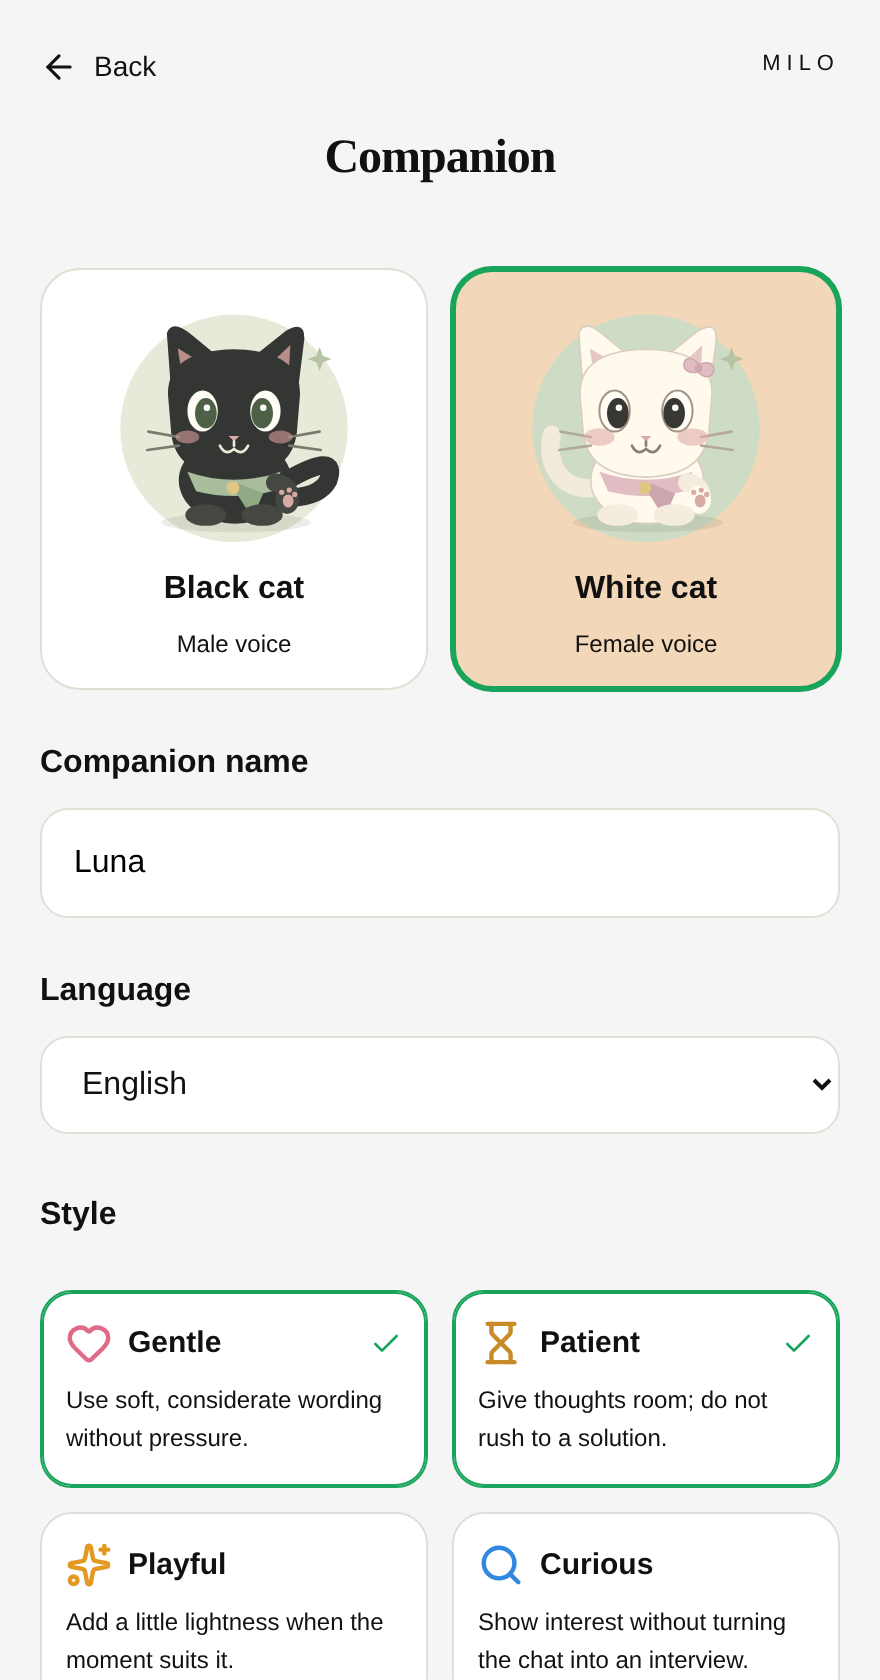 Back
MILO
Companion
Black cat
Male voice
White cat
Female voice
Companion name
Luna
Language
English
Style
Gentle
Use soft, considerate wording
without pressure.
Patient
Give thoughts room; do not
rush to a solution.
Playful
Add a little lightness when the
moment suits it.
Curious
Show interest without turning
the chat into an interview.